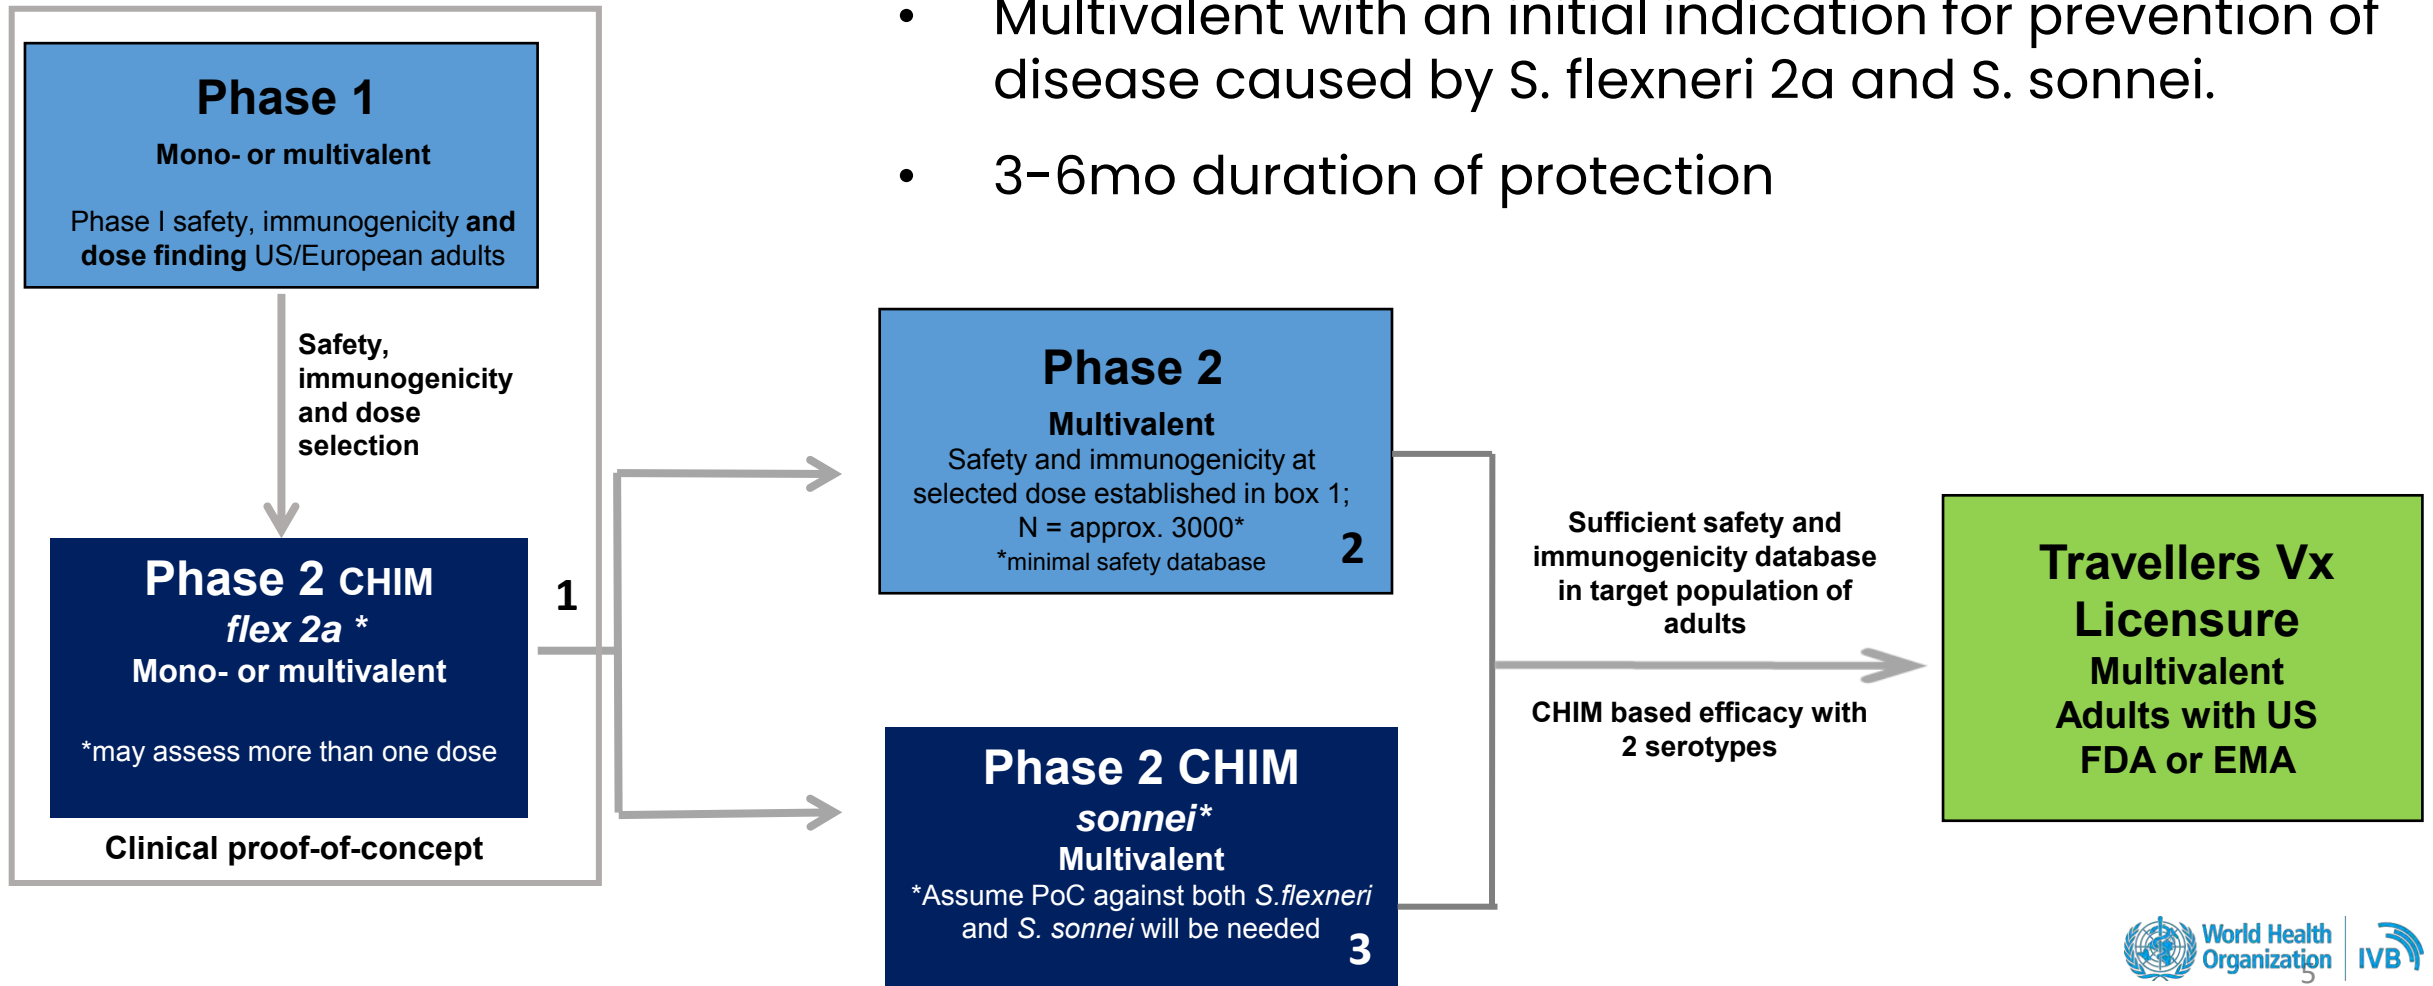 • Multivalent with an initial indication for prevention of
disease caused by S. flexneri 2a and S. sonnei.
• 3-6mo duration of protection
Phase 1
Mono- or multivalent
Phase I safety, immunogenicity and
dose finding US/European adults
Safety,
immunogenicity
and dose
selection
Phase 2 CHIM
flex 2a *
Mono- or multivalent
*may assess more than one dose
Clinical proof-of-concept
1
Phase 2
Multivalent
Safety and immunogenicity at
selected dose established in box 1;
N = approx. 3000*
*minimal safety database
2
Phase 2 CHIM
sonnei*
Multivalent
*Assume PoC against both S.flexneri
and S. sonnei will be needed
3
Sufficient safety and
immunogenicity database
in target population of
adults
CHIM based efficacy with
2 serotypes
Travellers Vx
Licensure
Multivalent
Adults with US
FDA or EMA
World Health
Organization
IVB
5